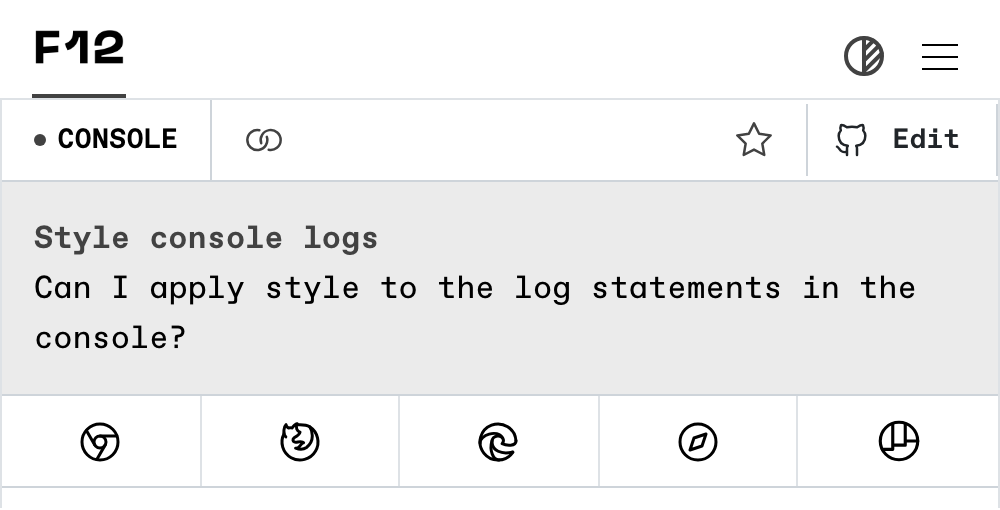 F12
CONSOLE
Edit
Style console logs
Can I apply style to the log statements in the
console?